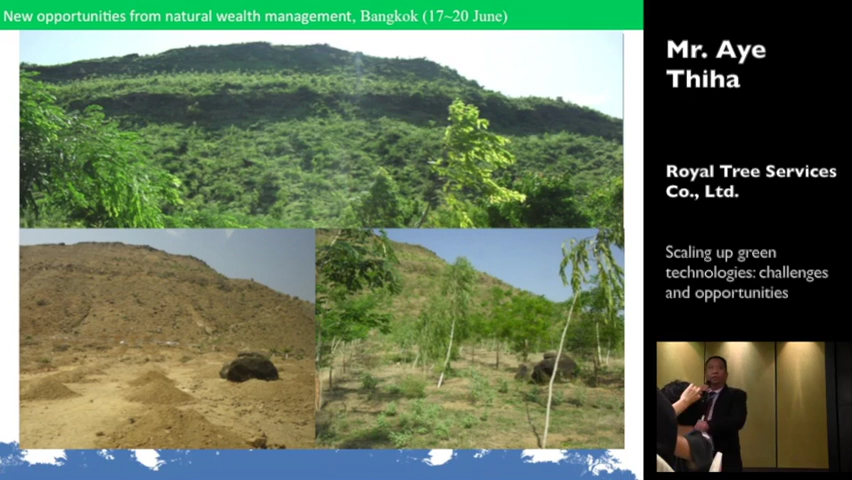 New opportunities from natural wealth management, Bangkok (17~20 June)
Mr. Aye
Thiha
Royal Tree Services
Co., Ltd.
Scaling up green
technologies: challenges
and opportunities